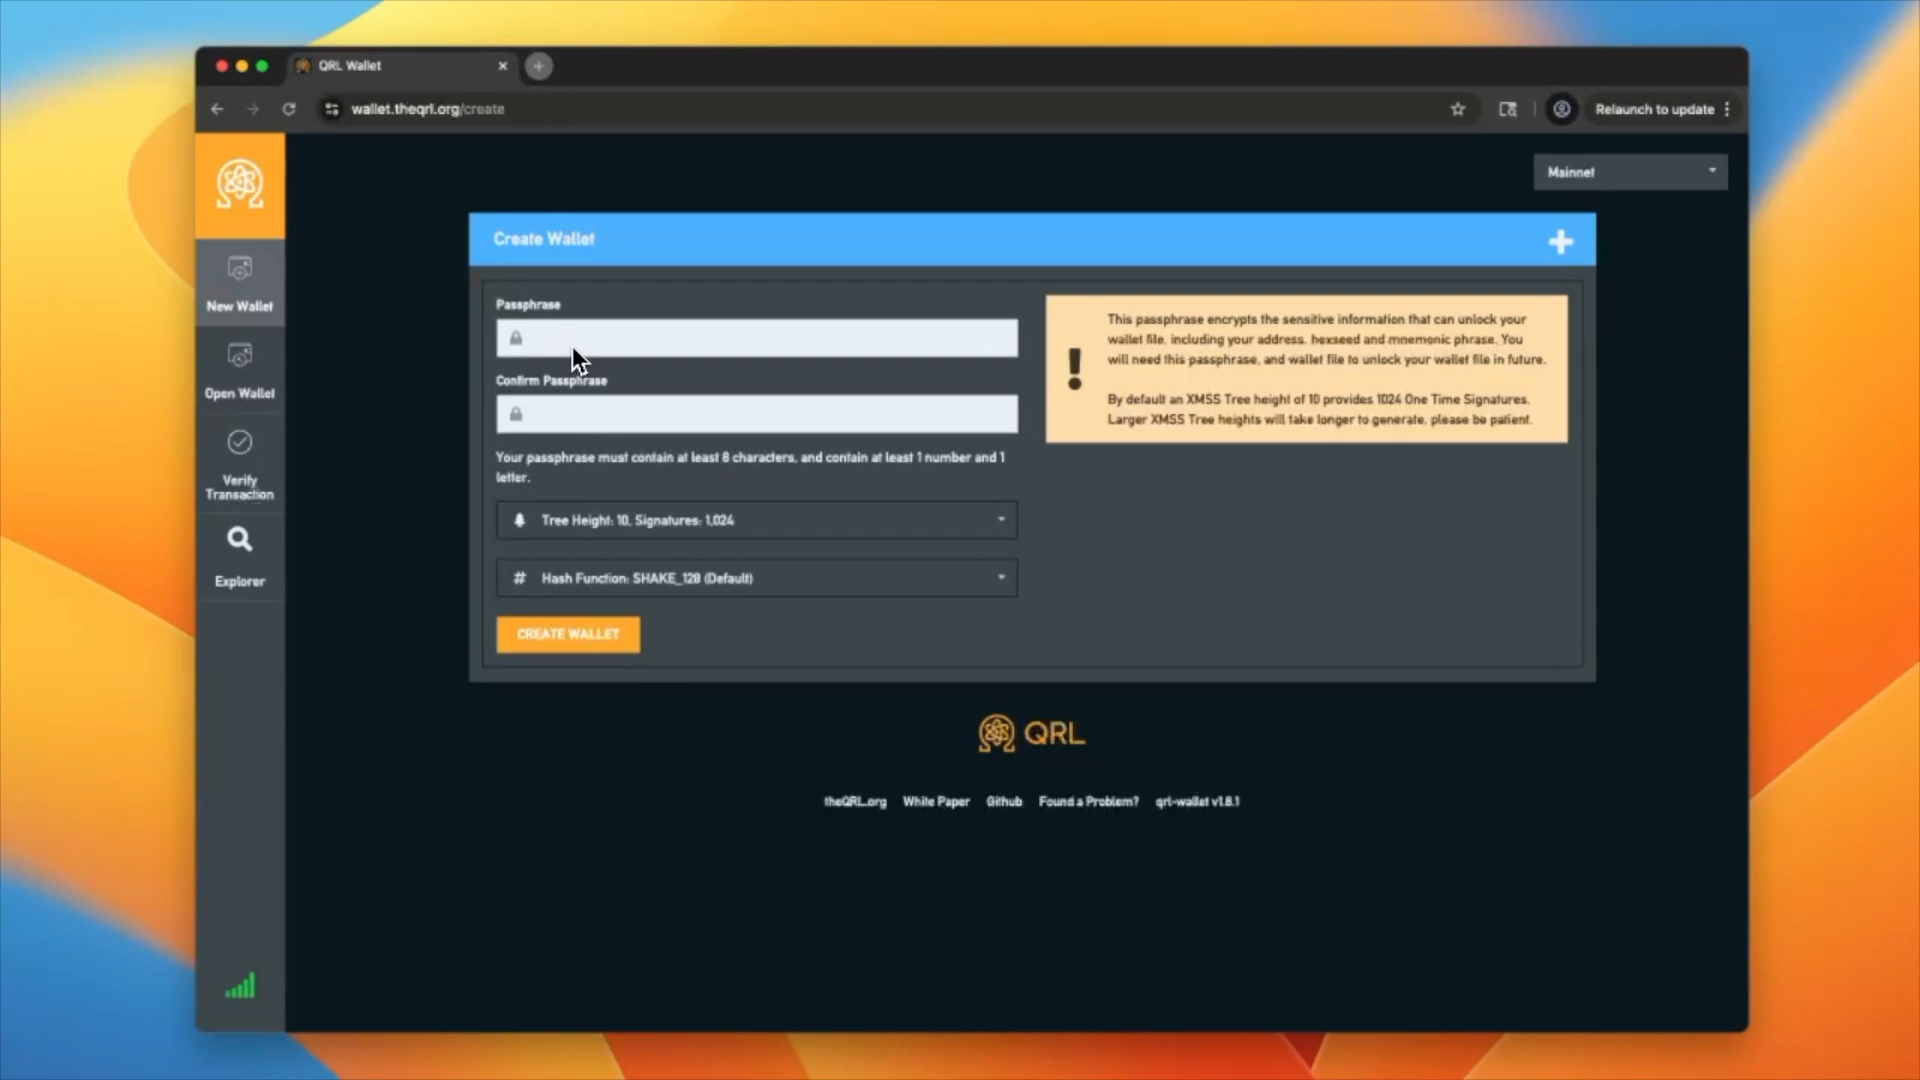 QRL Wallet
wallet.theqrl.org/create
Relaunch to update
Mainnet
New Wallet
Open Wallet
Verify
Transaction
Explorer
Create Wallet
Passphrase
Confirm Passphrase
Your passphrase must contain at least 8 characters, and contain at least 1 number and 1
letter.
Tree Height: 10, Signatures: 1,024
Hash Function: SHAKE_128 (Default)
CREATE WALLET
This passphrase encrypts the sensitive information that can unlock your
wallet file, including your address, hexseed and mnemonic phrase. You
will need this passphrase, and wallet file to unlock your wallet file in future.
By default an XMSS Tree height of 10 provides 1024 One Time Signatures.
Larger XMSS Tree heights will take longer to generate, please be patient.
QRL
theQRL.org White Paper Github Found a Problem? qrl-wallet v1.8.1